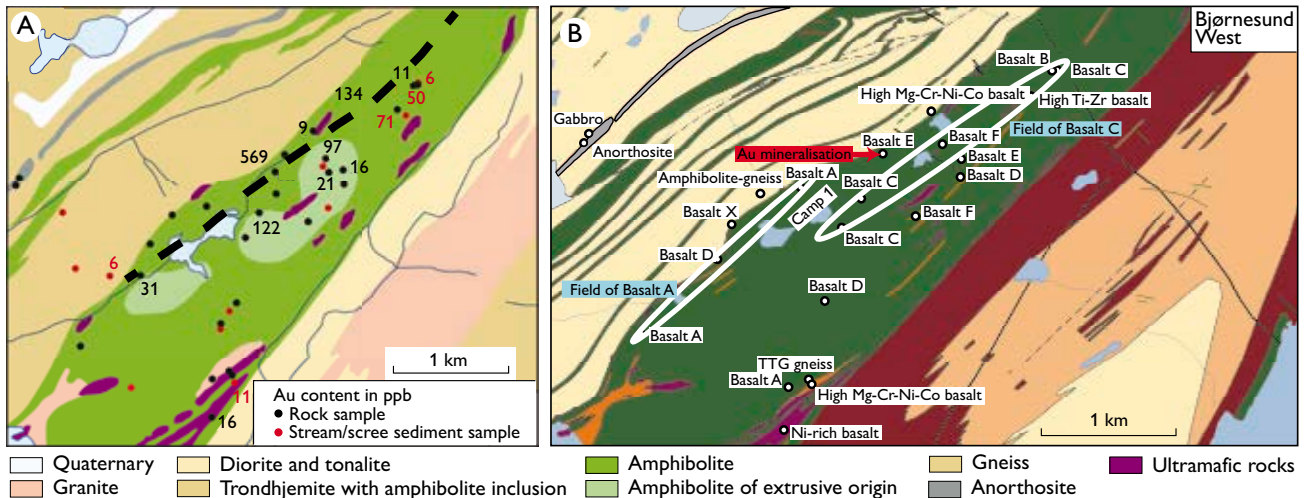 A
11
6
134
50
71
9
97
569
16
21
122
6
31
11
16
1 km
Au content in ppb
Rock sample
Stream/scree sediment sample
B
Bjørnesund
West
Basalt B
Basalt C
High Mg-Cr-Ni-Co basalt
High Ti-Zr basalt
Gabbro
Field of Basalt C
Basalt F
Anorthosite
Basalt E
Au mineralisation
Basalt E
Basalt A
Basalt D
Amphibolite-gneiss
Basalt C
Camp 1
Basalt X
Basalt F
Basalt C
Basalt D
Field of Basalt A
Basalt D
Basalt A
TTG gneiss
Basalt A
High Mg-Cr-Ni-Co basalt
1 km
Ni-rich basalt
Quaternary
Diorite and tonalite
Amphibolite
Gneiss
Ultramafic rocks
Granite
Trondhjemite with amphibolite inclusion
Amphibolite of extrusive origin
Anorthosite